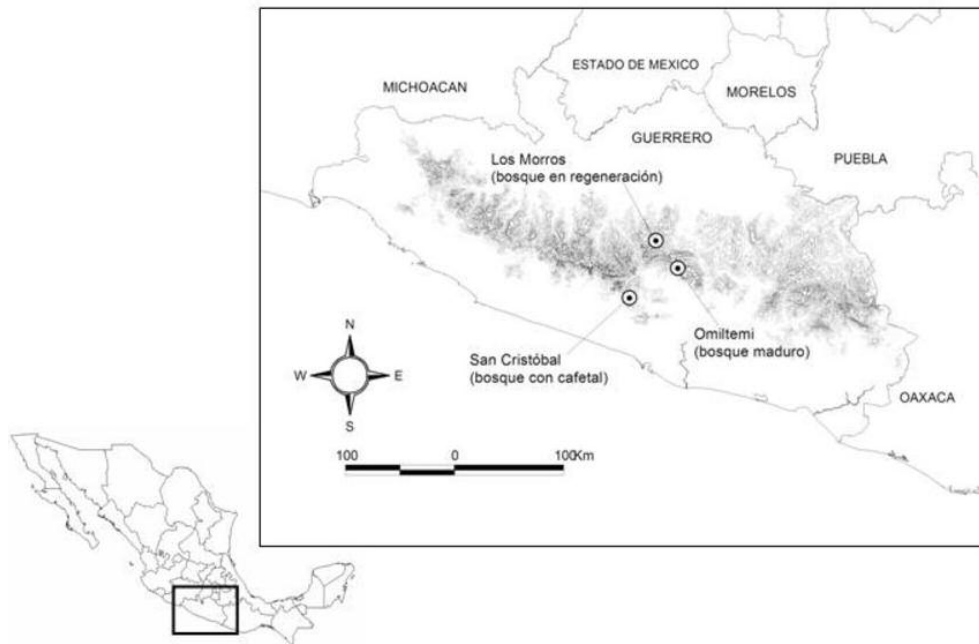 ESTADO DE MEXICO
MICHOACAN
MORELOS
GUERRERO
PUEBLA
Los Morros
(bosque en regeneración)
Omiltemi
(bosque maduro)
San Cristóbal
(bosque con cafetal)
OAXACA
N
W E
S
100 0 100Km